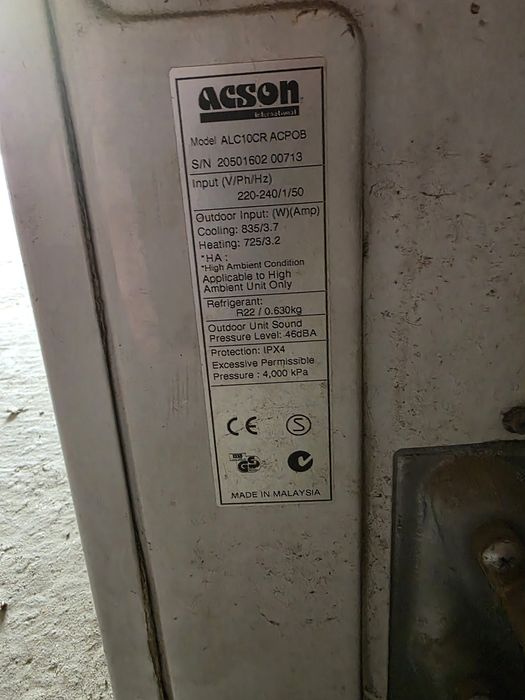 acson
International
Model ALC10CR ACPOB
S/N 20501602 00713
Input (V/Ph/Hz)
220-240/1/50
Outdoor Input: (W)(Amp)
Cooling: 835/3.7
Heating: 725/3.2
*HA :
*High Ambient Condition
Applicable to High
Ambient Unit Only
Refrigerant:
R22 / 0.630kg
Outdoor Unit Sound
Pressure Level: 46dBA
Protection: IPX4
Excessive Permissible
Pressure : 4,000 kPa
CE S
GS
MADE IN MALAYSIA